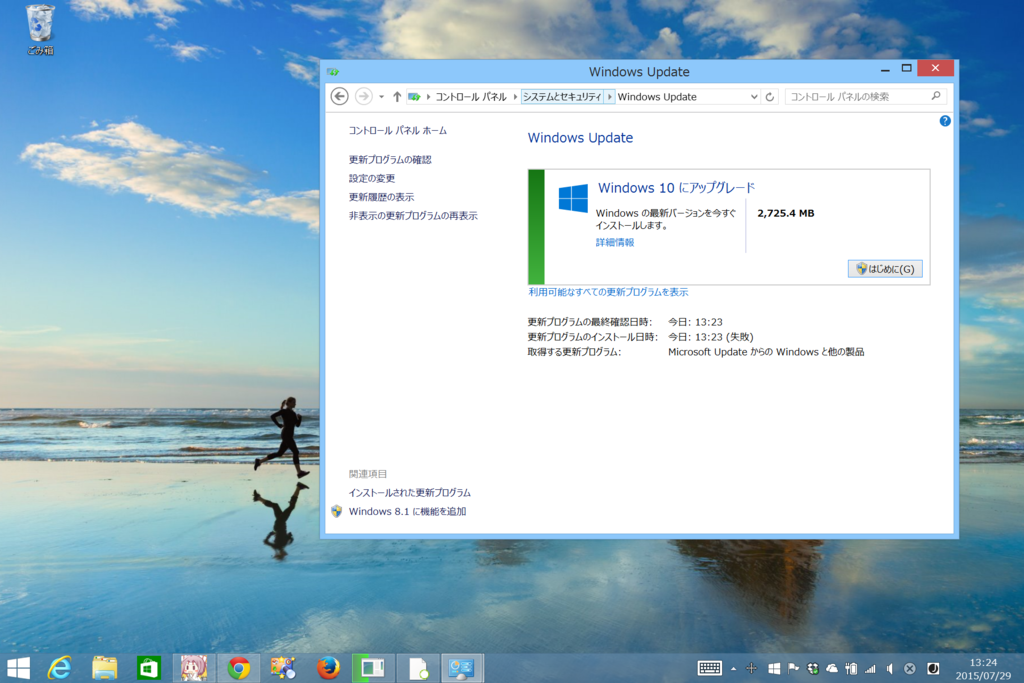 ごみ箱
Windows Update
コントロール パネル
システムとセキュリティ
Windows Update
コントロール パネルの検索
コントロール パネル ホーム
更新プログラムの確認
設定の変更
更新履歴の表示
非表示の更新プログラムの再表示
Windows Update
Windows 10 にアップグレード
Windows の最新バージョンを今すぐ
インストールします。
詳細情報
2,725.4 MB
はじめに(G)
利用可能なすべての更新プログラムを表示
更新プログラムの最終確認日時: 今日: 13:23
更新プログラムのインストール日時: 今日: 13:23 (失敗)
取得する更新プログラム: Microsoft Update からの Windows と他の製品
関連項目
インストールされた更新プログラム
Windows 8.1 に機能を追加
13:24
2015/07/29